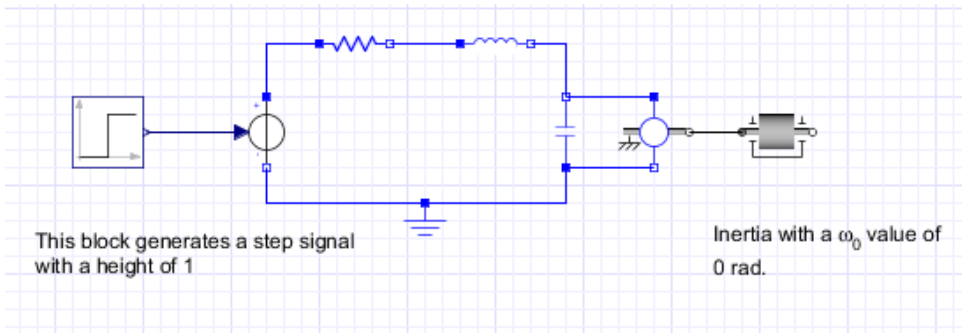 This block generates a step signal
with a height of 1
Inertia with a ω₀ value of
0 rad.